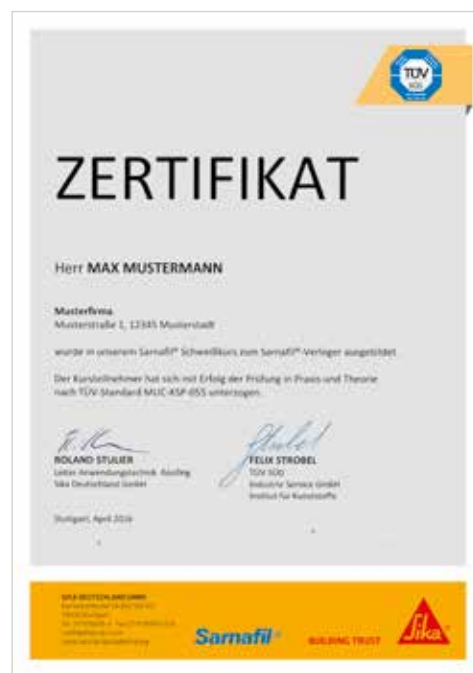 TÜV
SÜD
ZERTIFIKAT
Herr MAX MUSTERMANN
Musterfirma
Musterstraße 1, 12345 Musterstadt
wurde in unserem Sarnafil® Schweißkurs zum Sarnafil®-Verleger ausgebildet.
Der Kursteilnehmer hat sich mit Erfolg der Prüfung in Praxis und Theorie
nach TÜV-Standard MUC-KSP-055 unterzogen.
ROLAND STULIER
Leiter Anwendungstechnik Roofing
Sika Deutschland GmbH
FELIX STROBEL
TÜV SÜD
Industrie Service GmbH
Institut für Kunststoffe
Stuttgart, April 2016
SIKA DEUTSCHLAND GMBH
Sarnafil®
BUILDING TRUST
Sika®